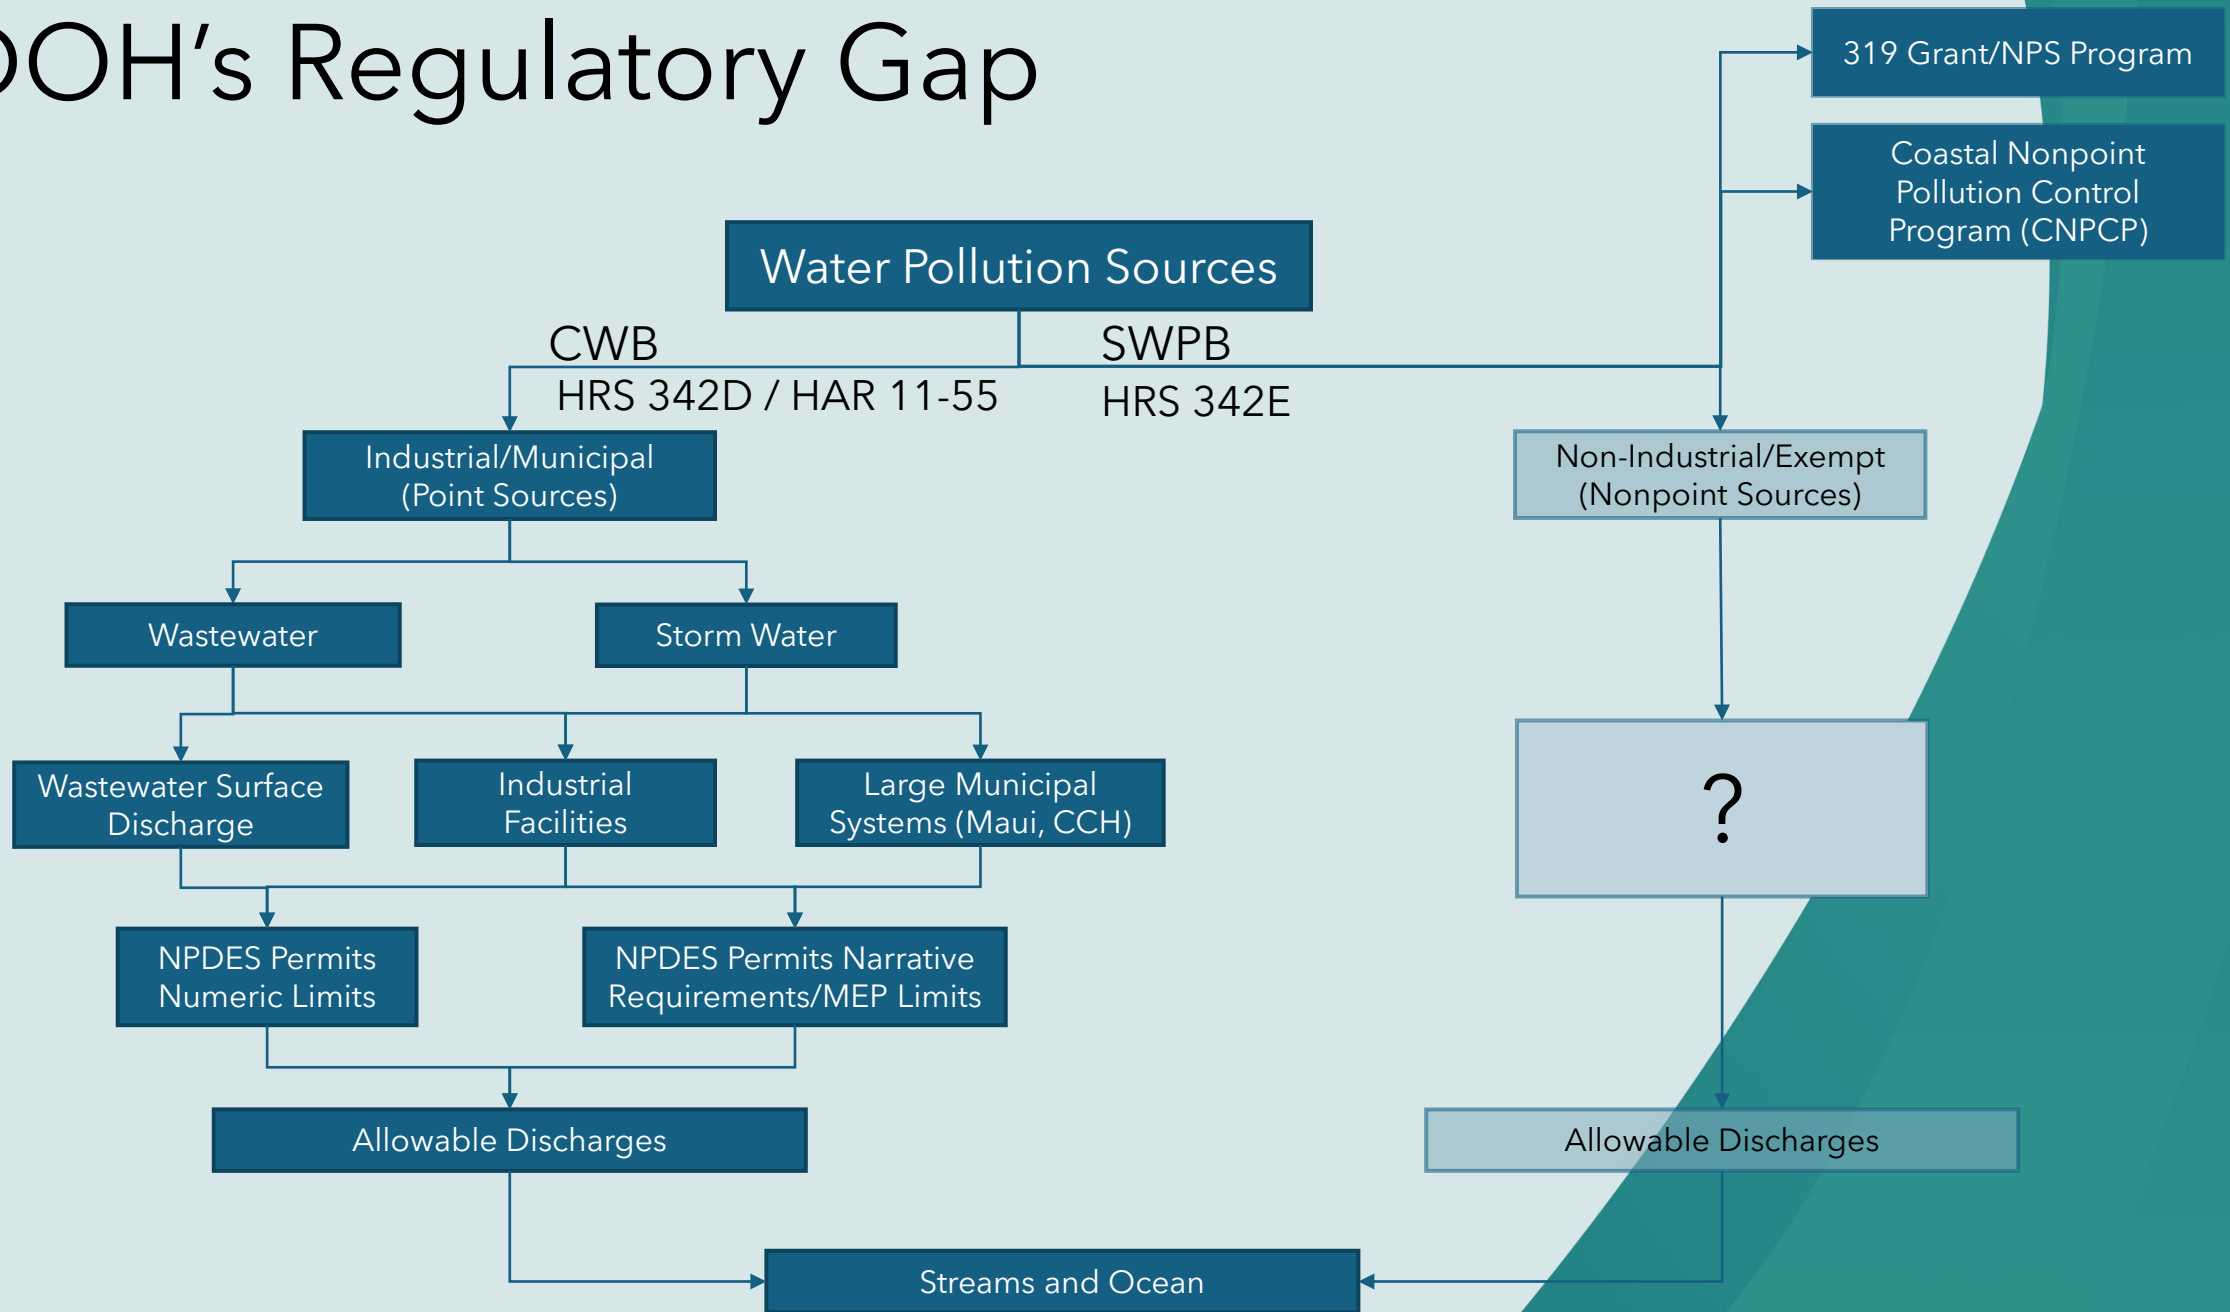 DOH's Regulatory Gap
319 Grant/NPS Program
Coastal Nonpoint
Pollution Control
Program (CNPCP)
Water Pollution Sources
CWB
HRS 342D / HAR 11-55
SWPB
HRS 342E
Industrial/Municipal
(Point Sources)
Non-Industrial/Exempt
(Nonpoint Sources)
Wastewater
Storm Water
Wastewater Surface
Discharge
Industrial
Facilities
Large Municipal
Systems (Maui, CCH)
?
NPDES Permits
Numeric Limits
NPDES Permits Narrative
Requirements/MEP Limits
Allowable Discharges
Allowable Discharges
Streams and Ocean